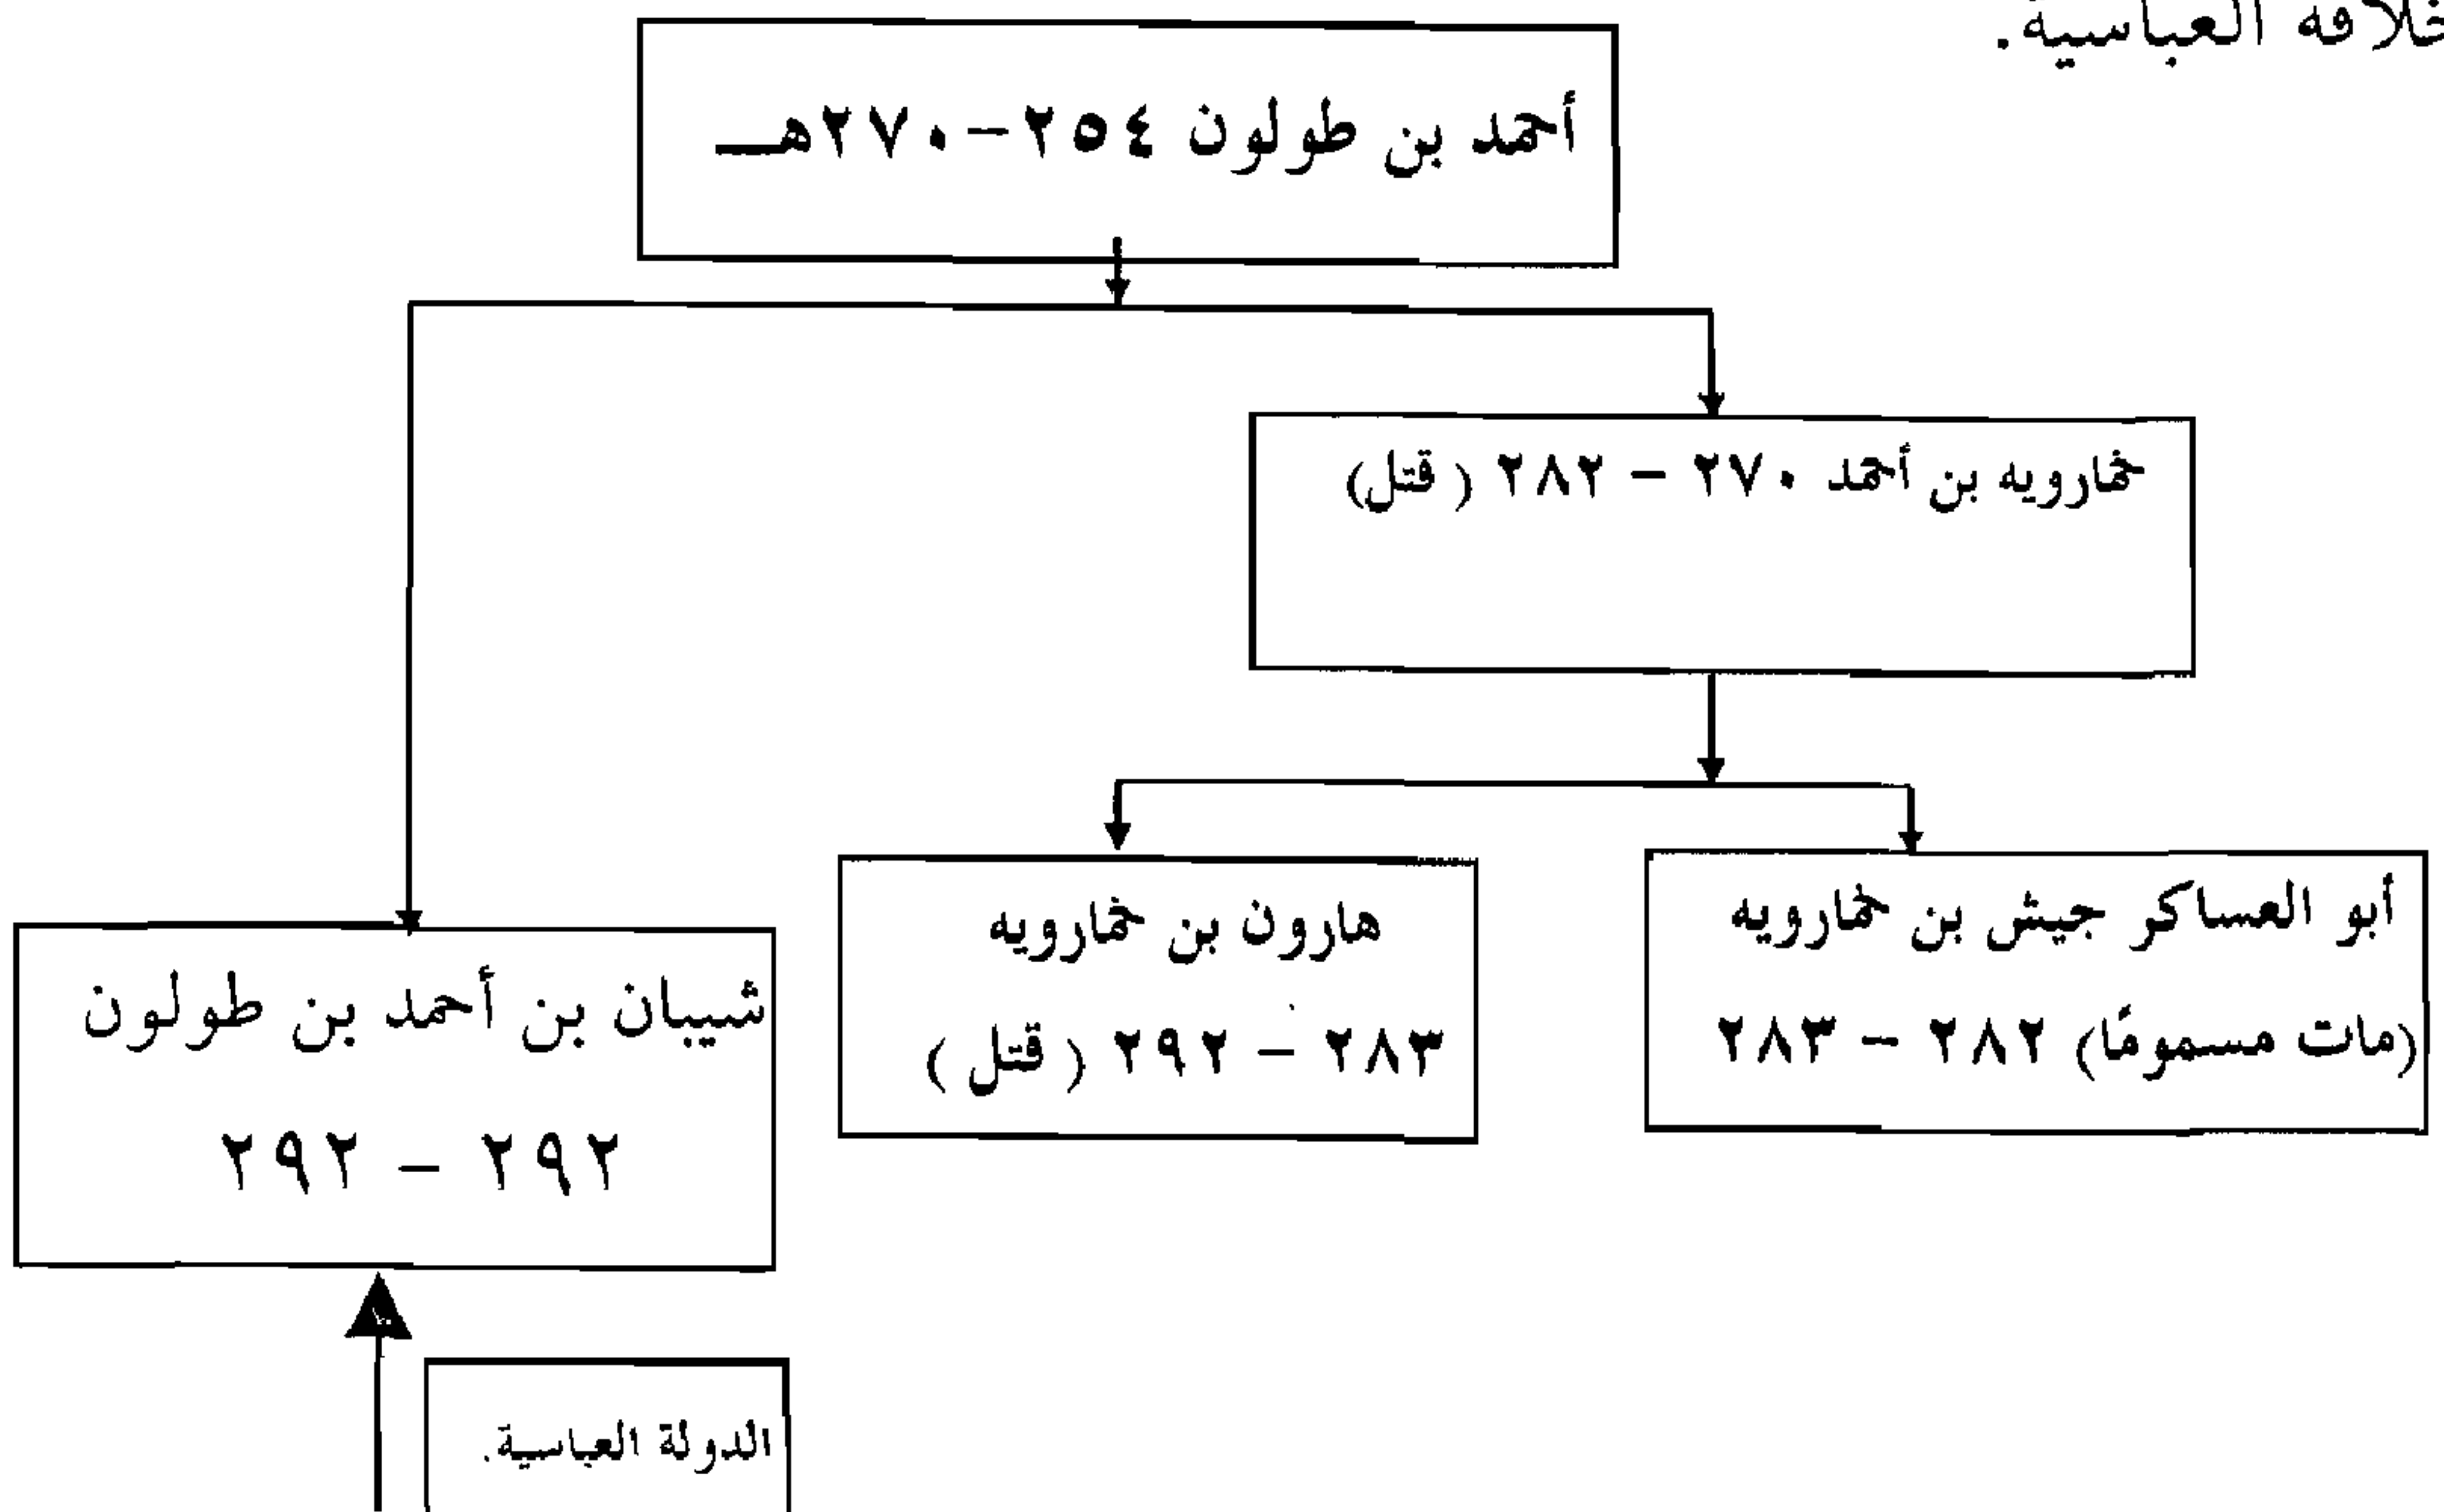 خلافة العباسية.
أحمد بن طولون ٢٥٤-٢٧٠هـ
خمارويه بن أحمد ٢٧٠ - ٢٨٢ (قتل)
أبو العساكر جيش بن خمارويه
(مات مسمومًا) ٢٨٢ - ٢٨٣
هارون بن خمارويه
٢٨٣ - ٢٩٢ (قتل)
شيبان بن أحمد بن طولون
٢٩٢ - ٢٩٢
الدولة العباسية.